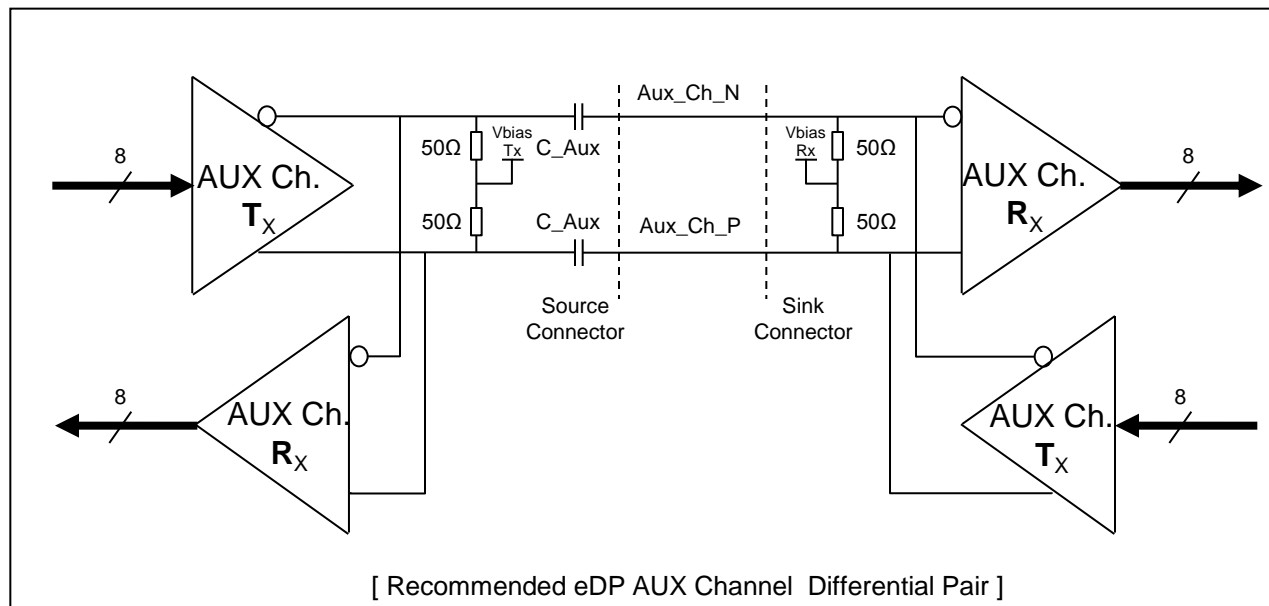 Aux_Ch_N
8
AUX Ch.
TX
50Ω
Vbias
Tx
C_Aux
Vbias
Rx
50Ω
AUX Ch.
RX
8
50Ω
C_Aux
Aux_Ch_P
50Ω
Source
Connector
Sink
Connector
8
AUX Ch.
RX
AUX Ch.
TX
8
[ Recommended eDP AUX Channel Differential Pair ]